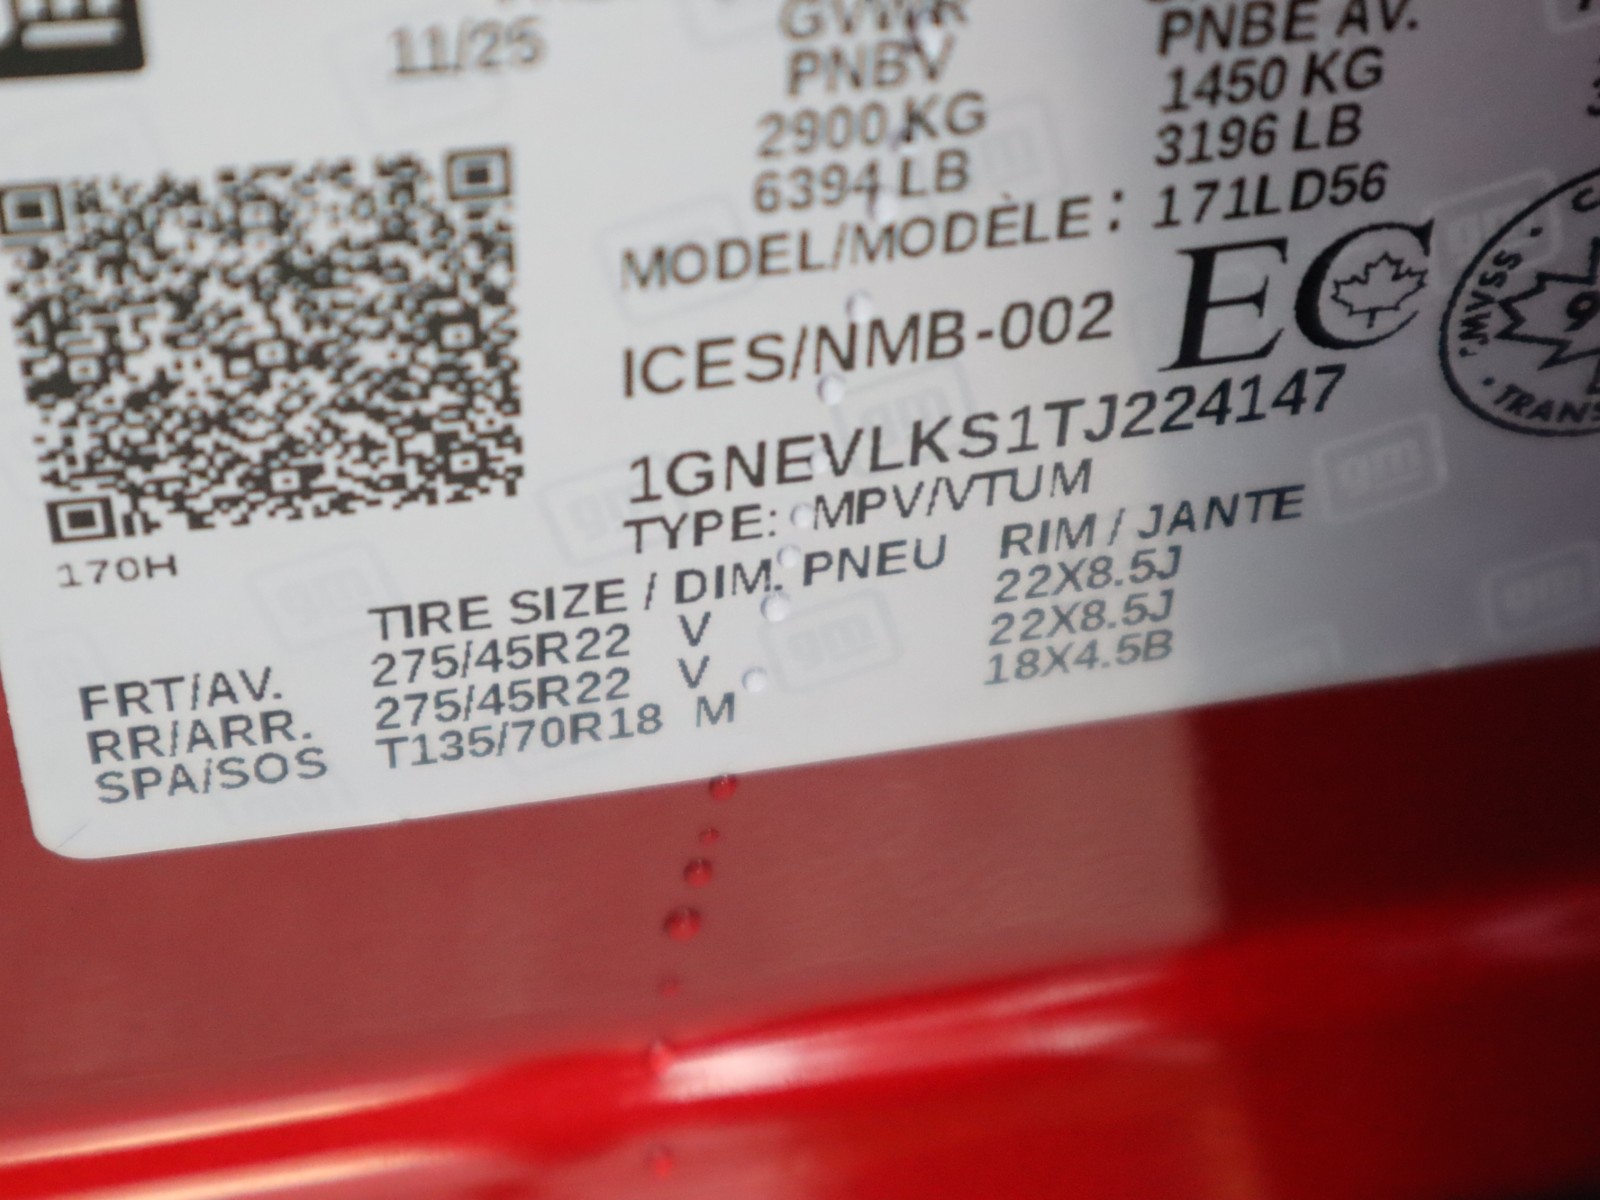 11/25
GVWR
PNBV
2900 KG
6394 LB
PNBE AV.
1450 KG
3196 LB
MODEL/MODÈLE : 171LD56
ICES/NMB-002 EC
1GNEVLKS1TJ224147
TYPE: MPV/VTUM
170H
TIRE SIZE / DIM. PNEU RIM / JANTE
FRT/AV. 275/45R22 V 22X8.5J
RR/ARR. 275/45R22 V 22X8.5J
SPA/SOS T135/70R18 M 18X4.5B
gm